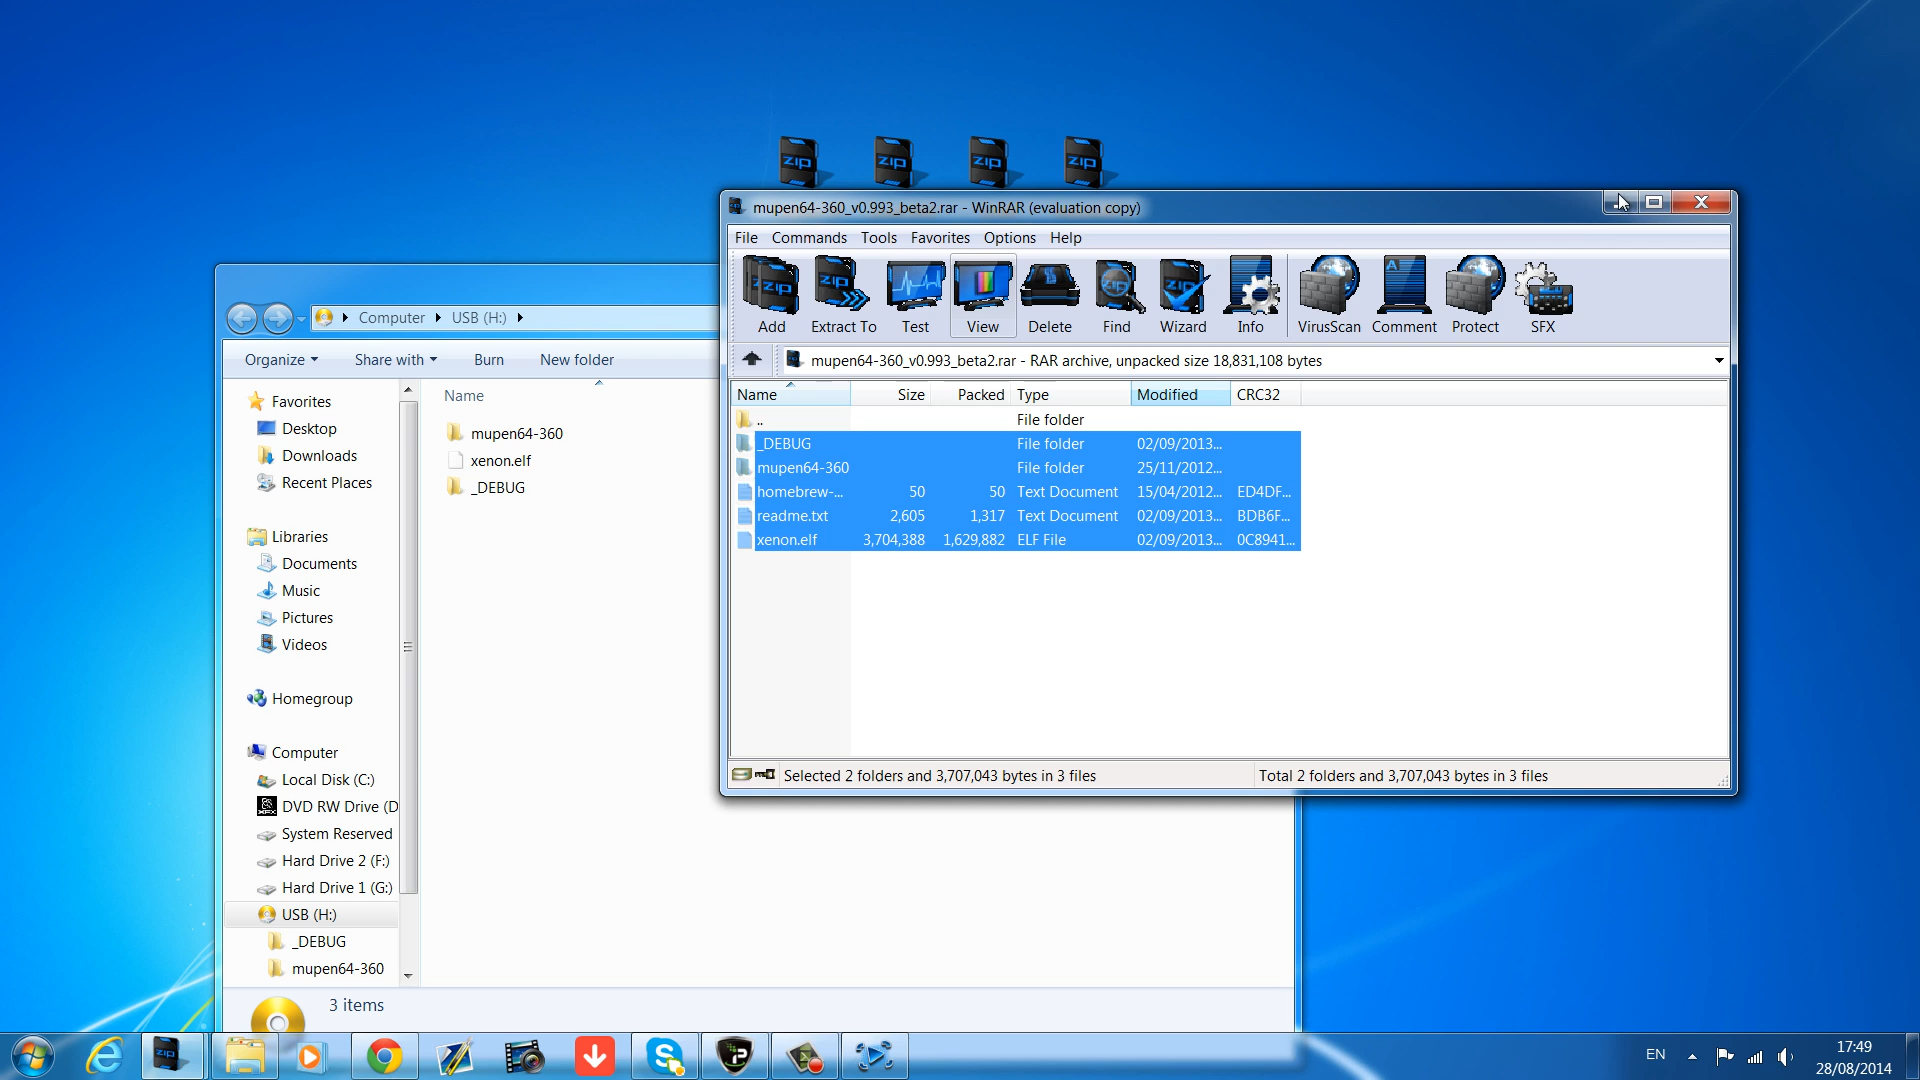 zip zip zip zip
mupen64-360_v0.993_beta2.rar - WinRAR (evaluation copy)
File Commands Tools Favorites Options Help
Add Extract To Test View Delete Find Wizard Info VirusScan Comment Protect SFX
mupen64-360_v0.993_beta2.rar - RAR archive, unpacked size 18,831,108 bytes
Name Size Packed Type Modified CRC32
.. File folder
_DEBUG File folder 02/09/2013...
mupen64-360 File folder 25/11/2012...
homebrew-... 50 50 Text Document 15/04/2012... ED4DF...
readme.txt 2,605 1,317 Text Document 02/09/2013... BDB6F...
xenon.elf 3,704,388 1,629,882 ELF File 02/09/2013... 0C8941...
Selected 2 folders and 3,707,043 bytes in 3 files
Total 2 folders and 3,707,043 bytes in 3 files
Computer USB (H:)
Organize Share with Burn New folder
Favorites
Desktop
Downloads
Recent Places
Libraries
Documents
Music
Pictures
Videos
Homegroup
Computer
Local Disk (C:)
DVD RW Drive (D
System Reserved
Hard Drive 2 (F:)
Hard Drive 1 (G:)
USB (H:)
_DEBUG
mupen64-360
Name
mupen64-360
xenon.elf
_DEBUG
3 items
EN
17:49
28/08/2014